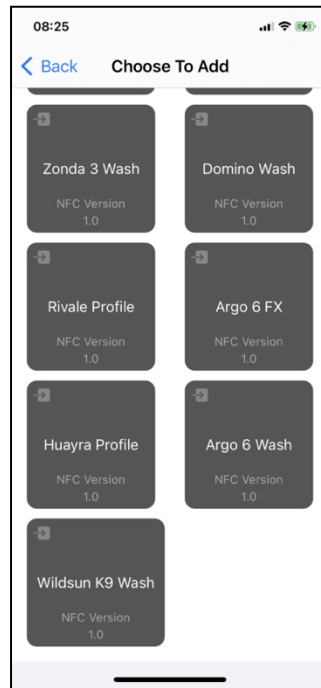 08:25
Back Choose To Add
Zonda 3 Wash Domino Wash
NFC Version NFC Version
1.0 1.0
Rivale Profile Argo 6 FX
NFC Version NFC Version
1.0 1.0
Huayra Profile Argo 6 Wash
NFC Version NFC Version
1.0 1.0
Wildsun K9 Wash
NFC Version
1.0